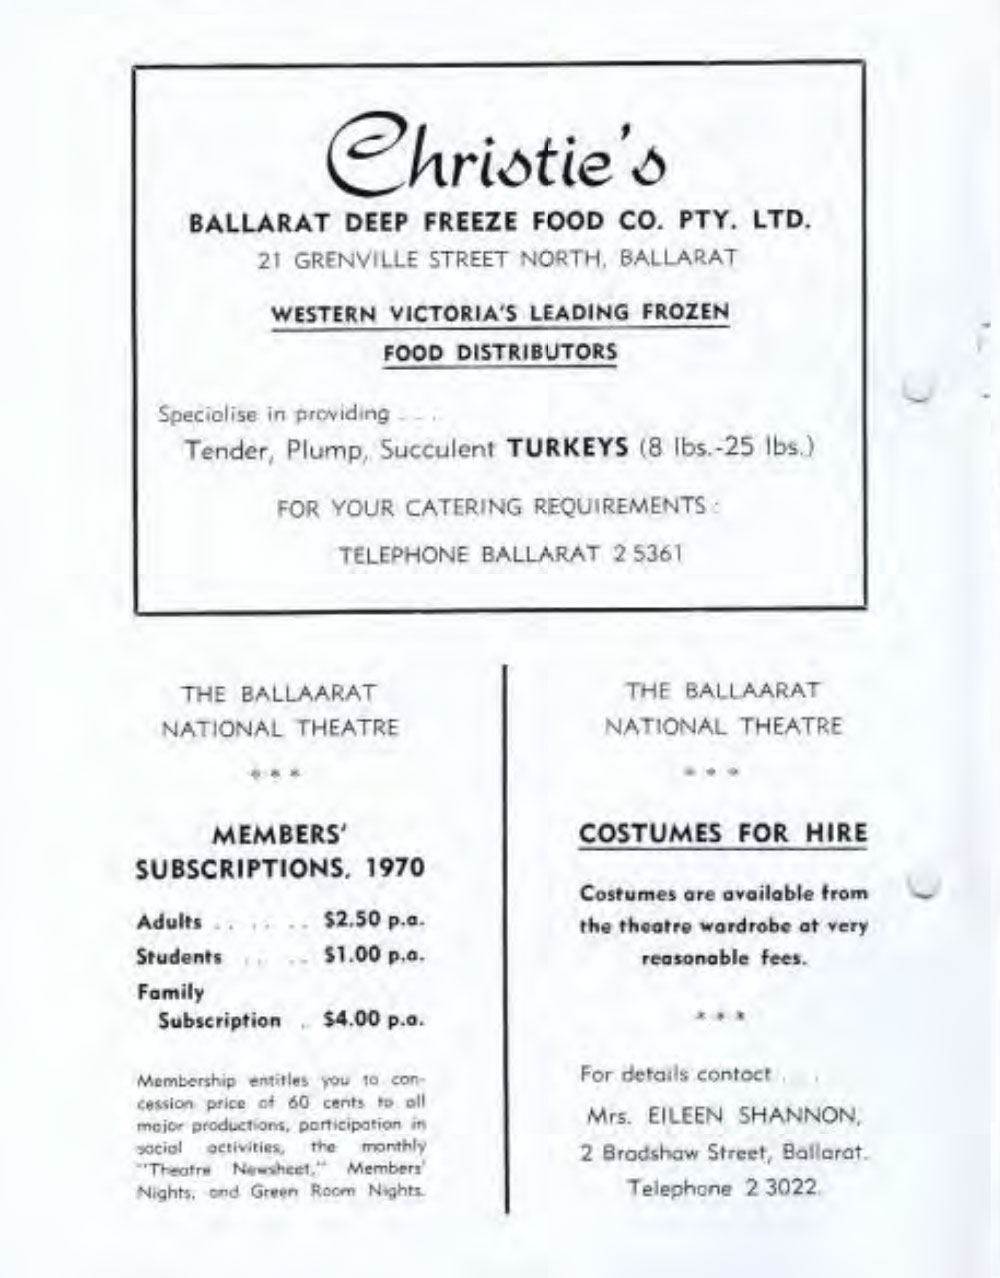 Christie's
BALLARAT DEEP FREEZE FOOD CO. PTY. LTD.
21 GRENVILLE STREET NORTH, BALLARAT
WESTERN VICTORIA'S LEADING FROZEN
FOOD DISTRIBUTORS
Specialise in providing . . .
Tender, Plump, Succulent TURKEYS (8 lbs.-25 lbs.)
FOR YOUR CATERING REQUIREMENTS :
TELEPHONE BALLARAT 2 5361
THE BALLAARAT
NATIONAL THEATRE
* * *
MEMBERS'
SUBSCRIPTIONS, 1970
Adults . . . . . . $2.50 p.a.
Students . . . . $1.00 p.a.
Family
Subscription . $4.00 p.a.
Membership entitles you to con-
cession price of 60 cents to all
major productions, participation in
social activities, the monthly
"Theatre Newsheet," Members'
Nights, and Green Room Nights.
THE BALLAARAT
NATIONAL THEATRE
* * *
COSTUMES FOR HIRE
Costumes are available from
the theatre wardrobe at very
reasonable fees.
* * *
For details contact . . .
Mrs. EILEEN SHANNON,
2 Bradshaw Street, Ballarat.
Telephone 2 3022.